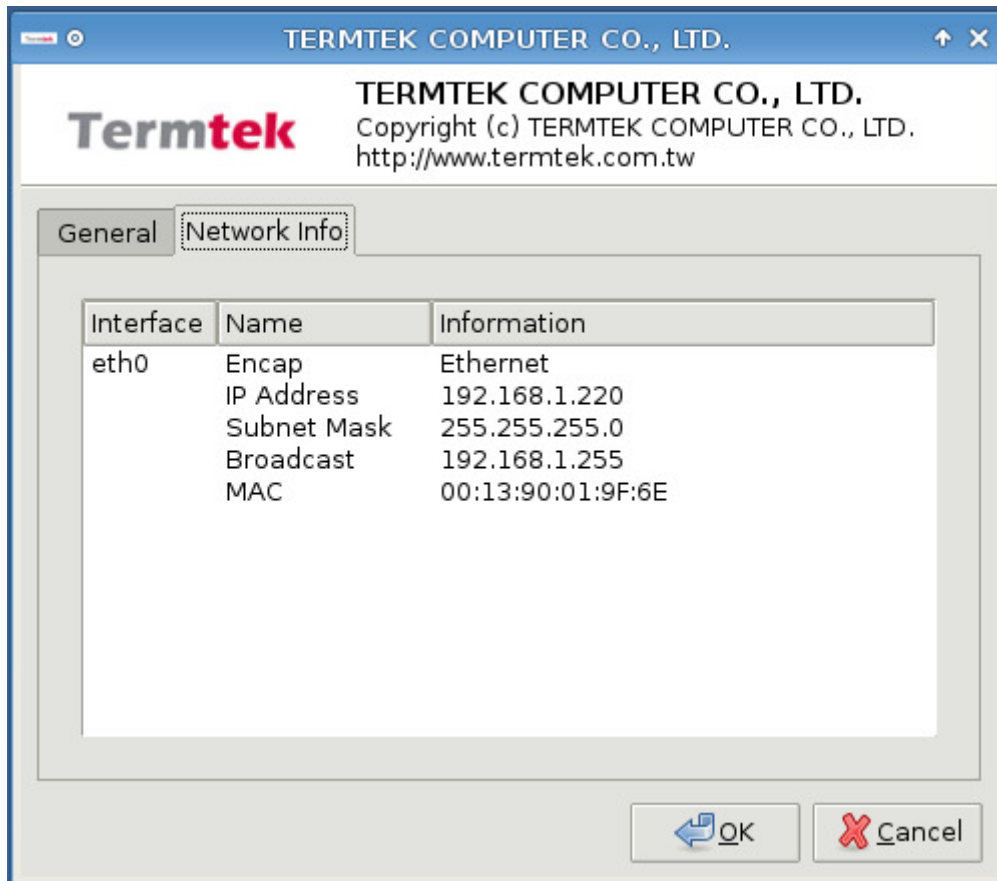 TERMTEK COMPUTER CO., LTD.
Termtek
TERMTEK COMPUTER CO., LTD.
Copyright (c) TERMTEK COMPUTER CO., LTD.
http://www.termtek.com.tw
General Network Info
Interface Name Information
eth0 Encap Ethernet
IP Address 192.168.1.220
Subnet Mask 255.255.255.0
Broadcast 192.168.1.255
MAC 00:13:90:01:9F:6E
OK Cancel